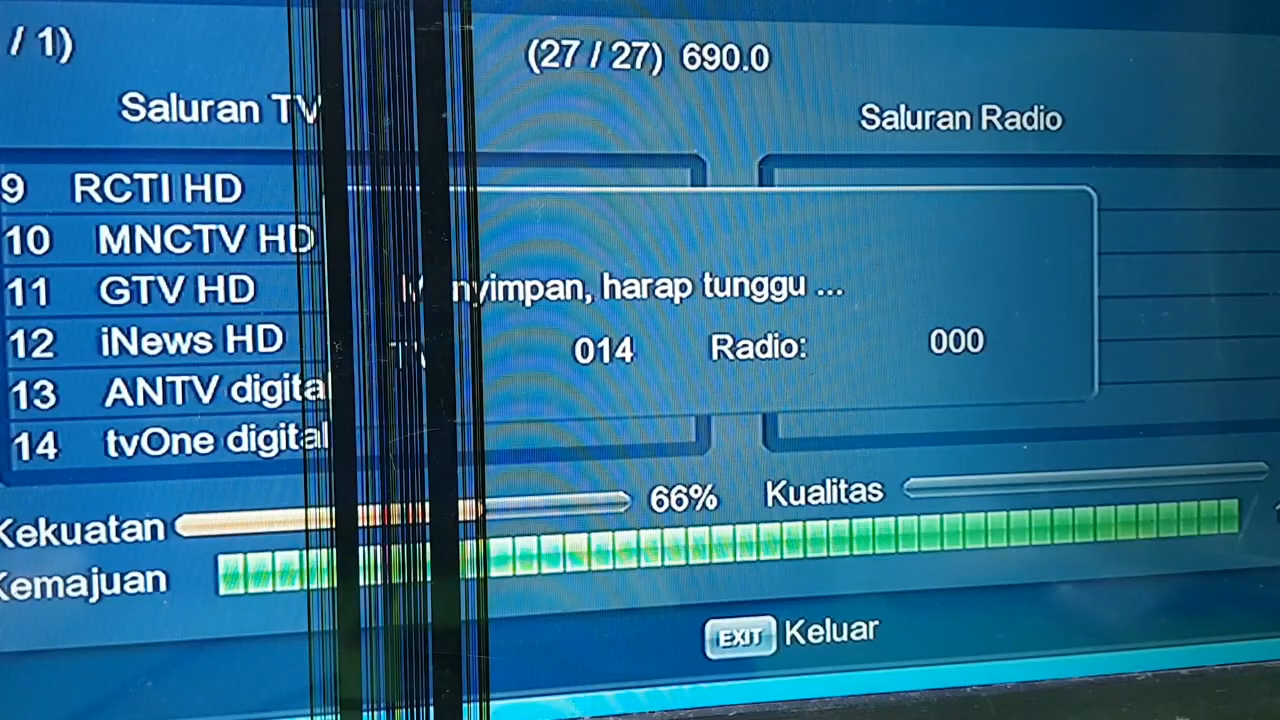 / 1)
(27 / 27) 690.0
Saluran TV
Saluran Radio
9 RCTI HD
10 MNCTV HD
11 GTV HD
12 iNews HD
13 ANTV digital
14 tvOne digital
Menyimpan, harap tunggu ...
014 Radio: 000
Kekuatan 66% Kualitas
Kemajuan
EXIT Keluar